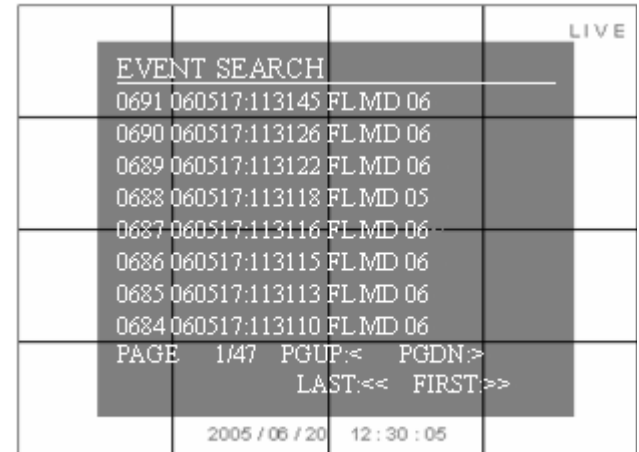 LIVE
EVENT SEARCH
0691 060517:113145 FL MD 06
0690 060517:113126 FL MD 06
0689 060517:113122 FL MD 06
0688 060517:113118 FL MD 05
0687 060517:113116 FL MD 06
0686 060517:113115 FL MD 06
0685 060517:113113 FL MD 06
0684 060517:113110 FL MD 06
PAGE 1/47 PGUP:< PGDN:>
LAST:<< FIRST:>>
2005 / 06 / 20 12 : 30 : 05